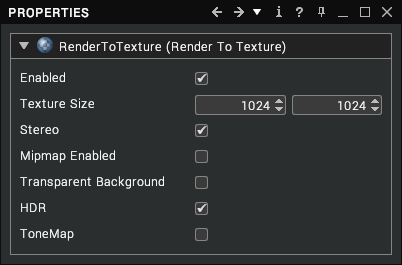 PROPERTIES
RenderToTexture (Render To Texture)
Enabled
Texture Size 1024 1024
Stereo
Mipmap Enabled
Transparent Background
HDR
ToneMap